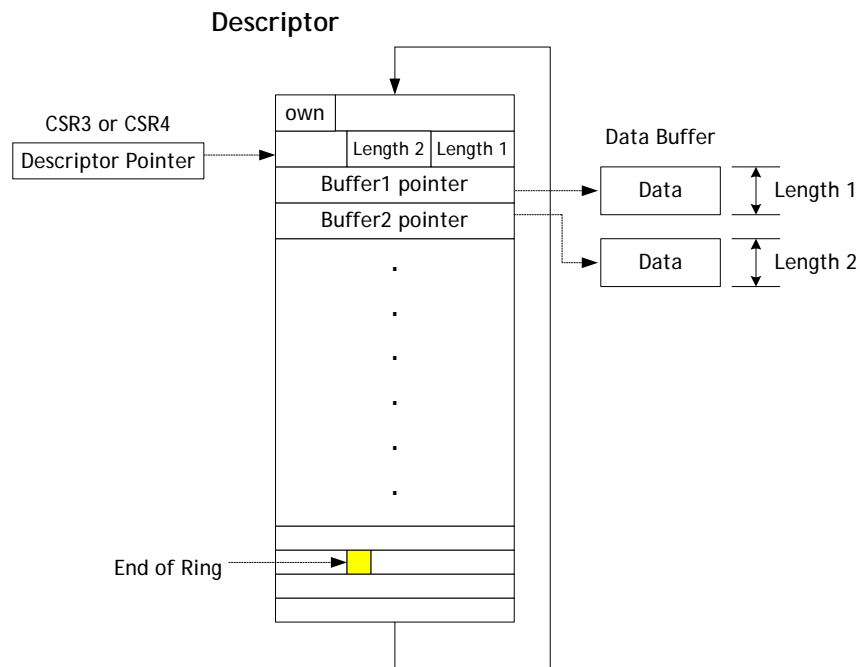 Descriptor
own
CSR3 or CSR4
Descriptor Pointer
Length 2
Length 1
Data Buffer
Buffer1 pointer
Data
Length 1
Buffer2 pointer
Data
Length 2
End of Ring